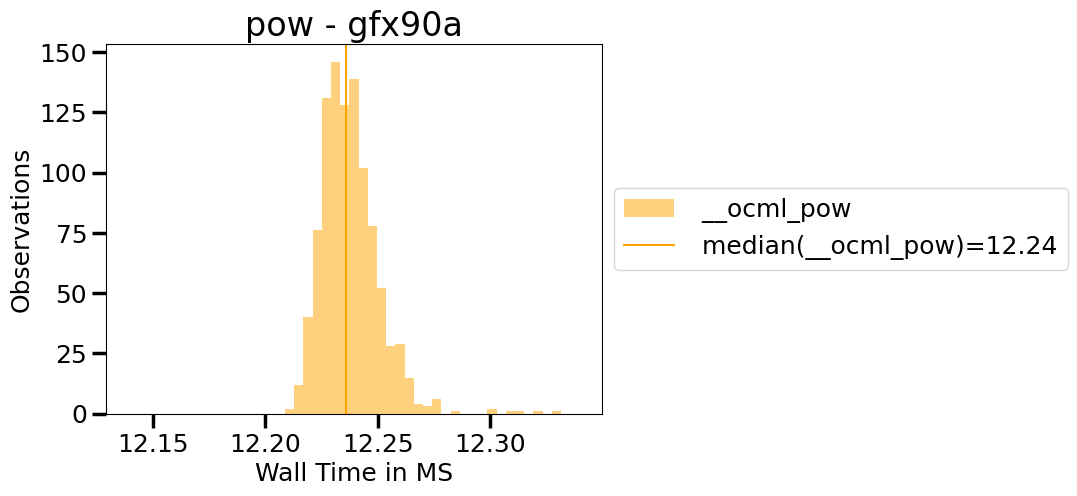 pow - gfx90a
150
125
100
75
50
25
0
Observations
12.15 12.20 12.25 12.30
Wall Time in MS
__ocml_pow
median(__ocml_pow)=12.24